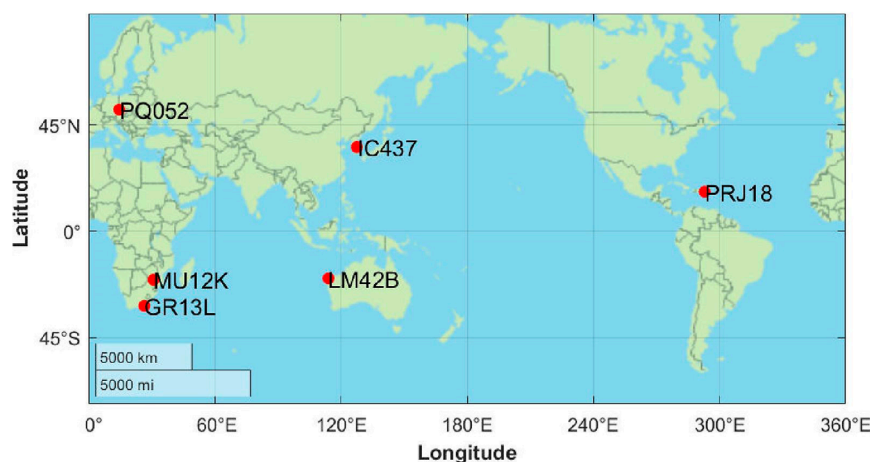 PQ052
45°N
IC437
PRJ18
Latitude
0°
MU12K
LM42B
GR13L
45°S
5000 km
5000 mi
0°
60°E
120°E
180°E
240°E
300°E
360°E
Longitude